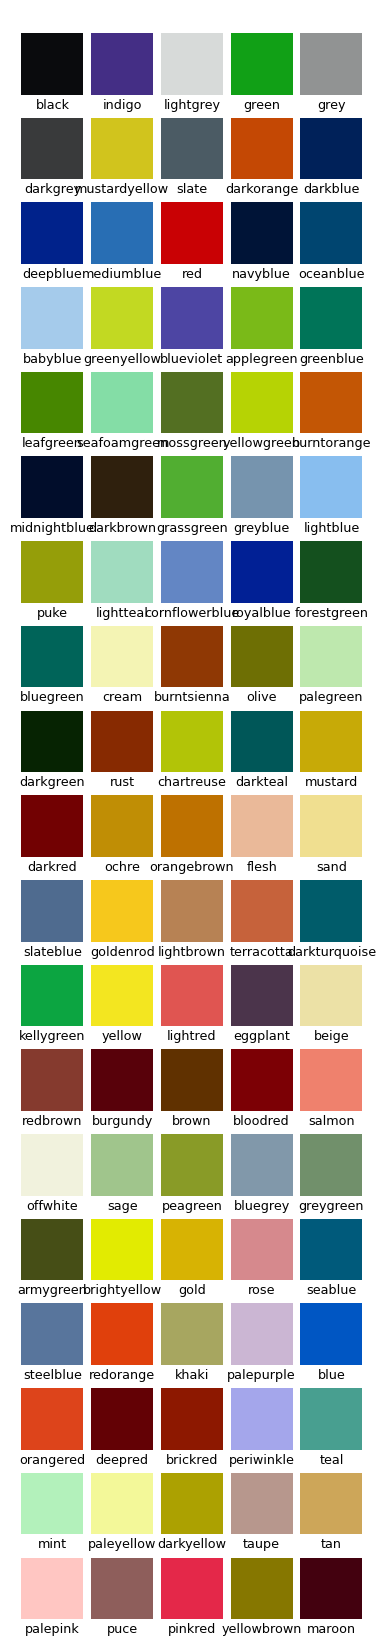 black indigo lightgrey green grey
darkgrey mustardyellow slate darkorange darkblue
deepblue mediumblue red navyblue oceanblue
babyblue greenyellow blueviolet applegreen greenblue
leafgreen seafoamgreen mossgreen yellowgreen burntorange
midnightblue darkbrown grassgreen greyblue lightblue
puke lightteal cornflowerblue royalblue forestgreen
bluegreen cream burntsienna olive palegreen
darkgreen rust chartreuse darkteal mustard
darkred ochre orangebrown flesh sand
slateblue goldenrod lightbrown terracotta darkturquoise
kellygreen yellow lightred eggplant beige
redbrown burgundy brown bloodred salmon
offwhite sage peagreen bluegrey greygreen
armygreen brightyellow gold rose seablue
steelblue redorange khaki palepurple blue
orangered deepred brickred periwinkle teal
mint paleyellow darkyellow taupe tan
palepink puce pinkred yellowbrown maroon